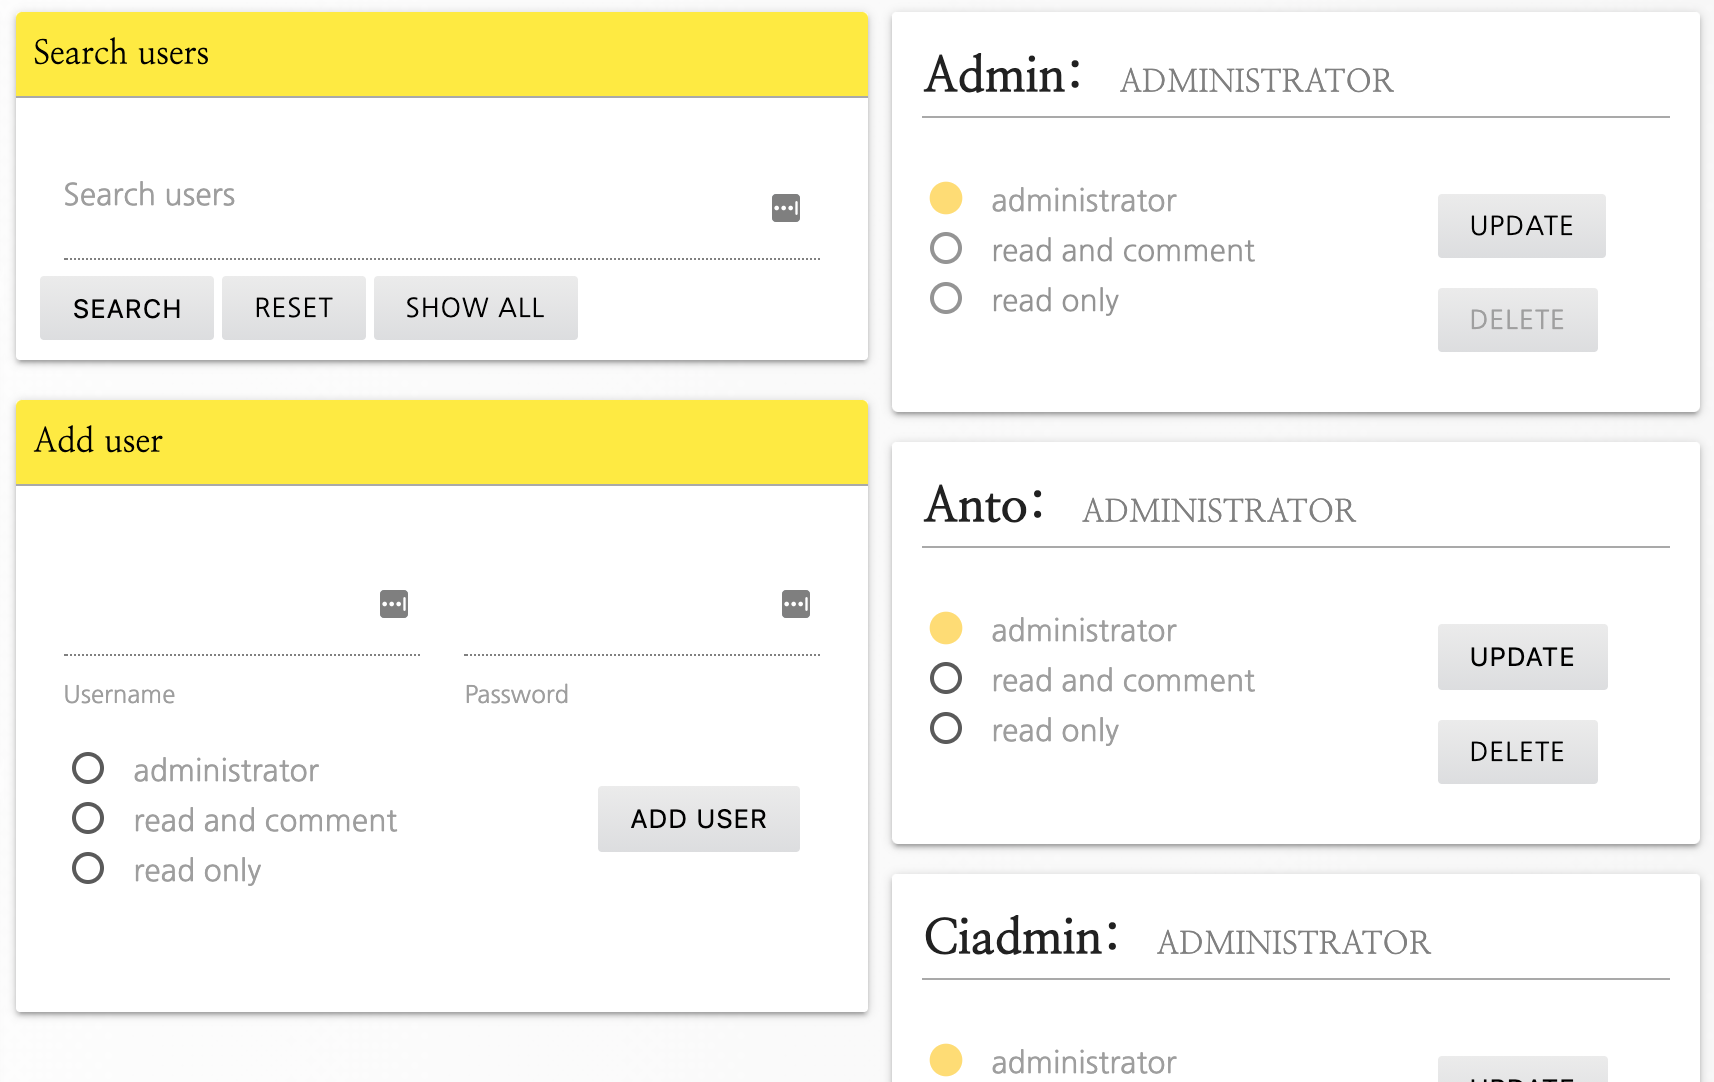 Search users
Search users
SEARCH
RESET
SHOW ALL
Add user
Username
Password
administrator
read and comment
read only
ADD USER
Admin: ADMINISTRATOR
administrator
read and comment
read only
UPDATE
DELETE
Anto: ADMINISTRATOR
administrator
read and comment
read only
UPDATE
DELETE
Ciadmin: ADMINISTRATOR
administrator
UPDATE